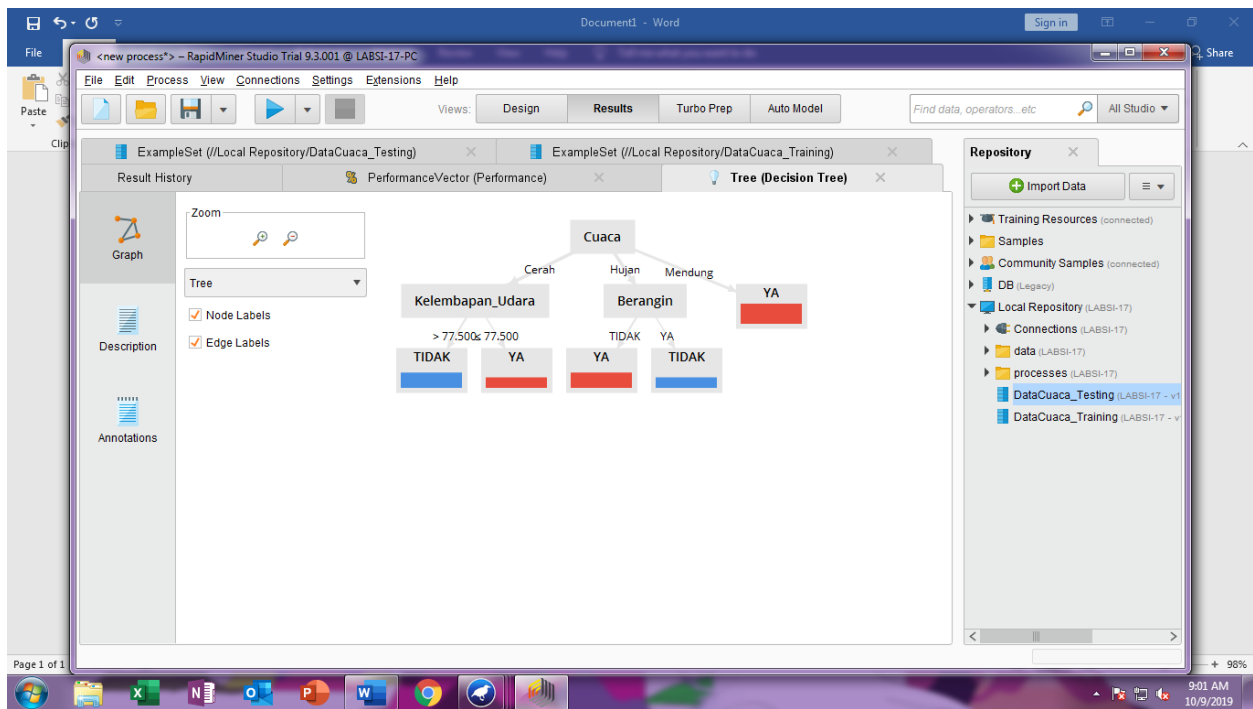 Document1 - Word
Sign in
File
Share
Paste
Clip
<new process*> – RapidMiner Studio Trial 9.3.001 @ LABSI-17-PC
File Edit Process View Connections Settings Extensions Help
Views: Design Results Turbo Prep Auto Model
Find data, operators...etc
All Studio
ExampleSet (//Local Repository/DataCuaca_Testing)
ExampleSet (//Local Repository/DataCuaca_Training)
Result History
PerformanceVector (Performance)
Tree (Decision Tree)
Graph
Description
Annotations
Zoom
Tree
Node Labels
Edge Labels
Cuaca
Cerah
Hujan
Mendung
Kelembapan_Udara
Berangin
YA
> 77.500
≤ 77.500
TIDAK
YA
TIDAK
YA
YA
TIDAK
Repository
Import Data
Training Resources (connected)
Samples
Community Samples (connected)
DB (Legacy)
Local Repository (LABSI-17)
Connections (LABSI-17)
data (LABSI-17)
processes (LABSI-17)
DataCuaca_Testing (LABSI-17 - v1
DataCuaca_Training (LABSI-17 - v
Page 1 of 1
+ 98%
9:01 AM
10/9/2019